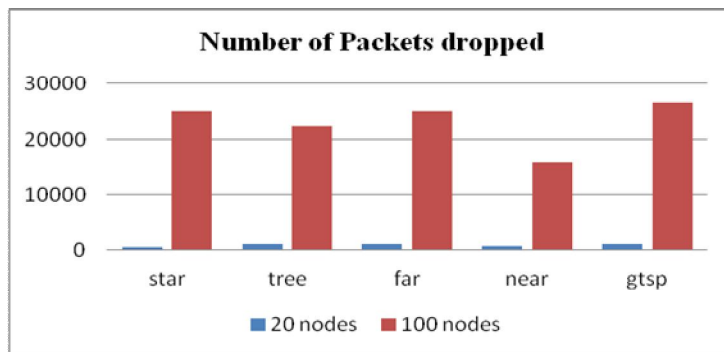 Number of Packets dropped
30000
20000
10000
0
star tree far near gtsp
20 nodes 100 nodes